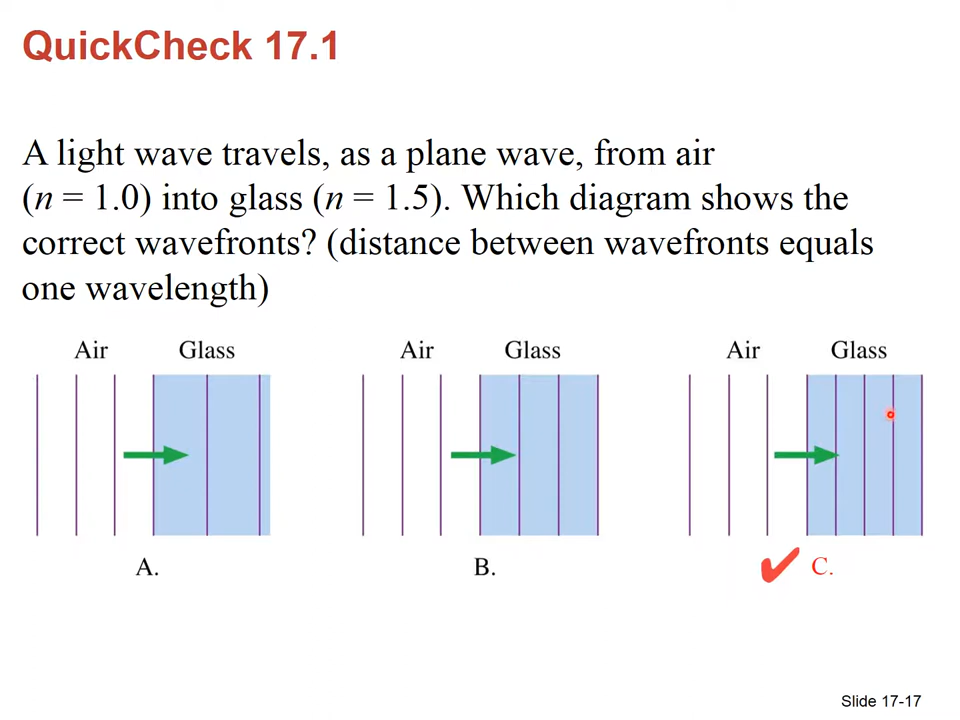 QuickCheck 17.1
A light wave travels, as a plane wave, from air
(n = 1.0) into glass (n = 1.5). Which diagram shows the
correct wavefronts? (distance between wavefronts equals
one wavelength)
Air Glass Air Glass Air Glass
A. B. C.
Slide 17-17